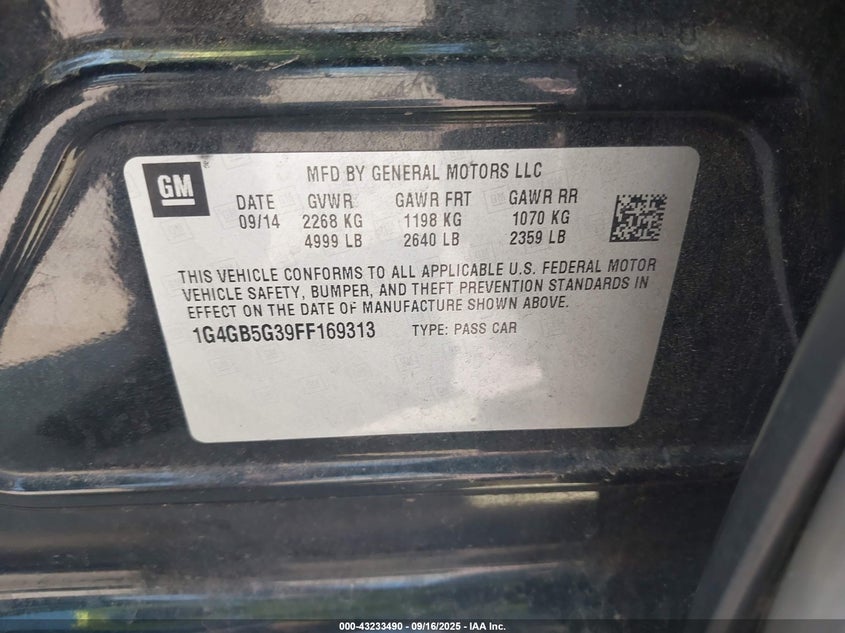 GM
MFD BY GENERAL MOTORS LLC
DATE GVWR GAWR FRT GAWR RR
09/14 2268 KG 1198 KG 1070 KG
4999 LB 2640 LB 2359 LB
THIS VEHICLE CONFORMS TO ALL APPLICABLE U.S. FEDERAL MOTOR
VEHICLE SAFETY, BUMPER, AND THEFT PREVENTION STANDARDS IN
EFFECT ON THE DATE OF MANUFACTURE SHOWN ABOVE.
1G4GB5G39FF169313 TYPE: PASS CAR
000-43233490 - 09/16/2025 - IAA Inc.